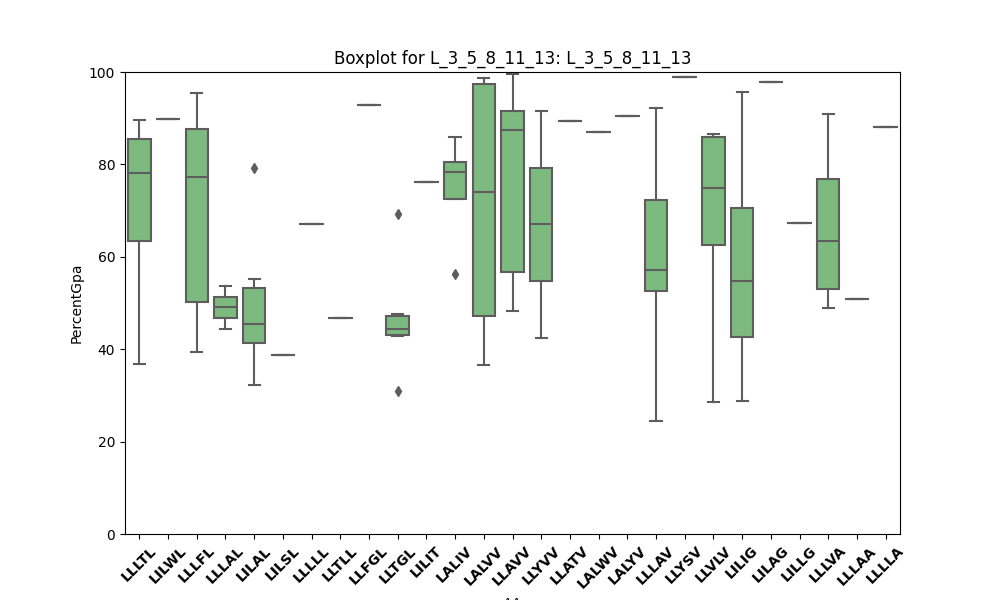 Boxplot for L_3_5_8_11_13: L_3_5_8_11_13
PercentGpa
100
80
60
40
20
0
LLLTL
LILWL
LLLFL
LLLAL
LILAL
LILSL
LLLLL
LLTLL
LLFGL
LLTGL
LILIT
LALIV
LALVV
LLAVV
LLYVV
LLATV
LALWV
LALYV
LLLAV
LLYSV
LLVLV
LILIG
LILAG
LILLG
LLLVA
LLLAA
LLLLA